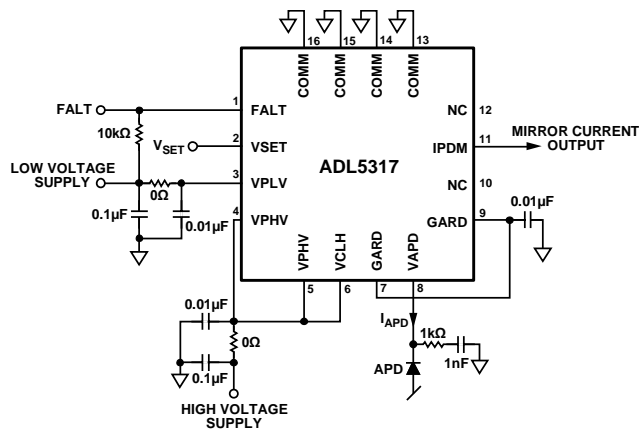 16 15 14 13
COMM COMM COMM COMM
FALT 1 FALT NC 12
10kΩ
VSET 2 VSET IPDM 11 MIRROR CURRENT
OUTPUT
ADL5317
LOW VOLTAGE
SUPPLY 3 VPLV NC 10
0Ω
0.1µF 0.01µF 4 VPHV GARD 9 0.01µF
VPHV VCLH GARD VAPD
5 6 7 8
0.01µF
0Ω
0.1µF
IAPD
1kΩ
1nF
APD
HIGH VOLTAGE
SUPPLY